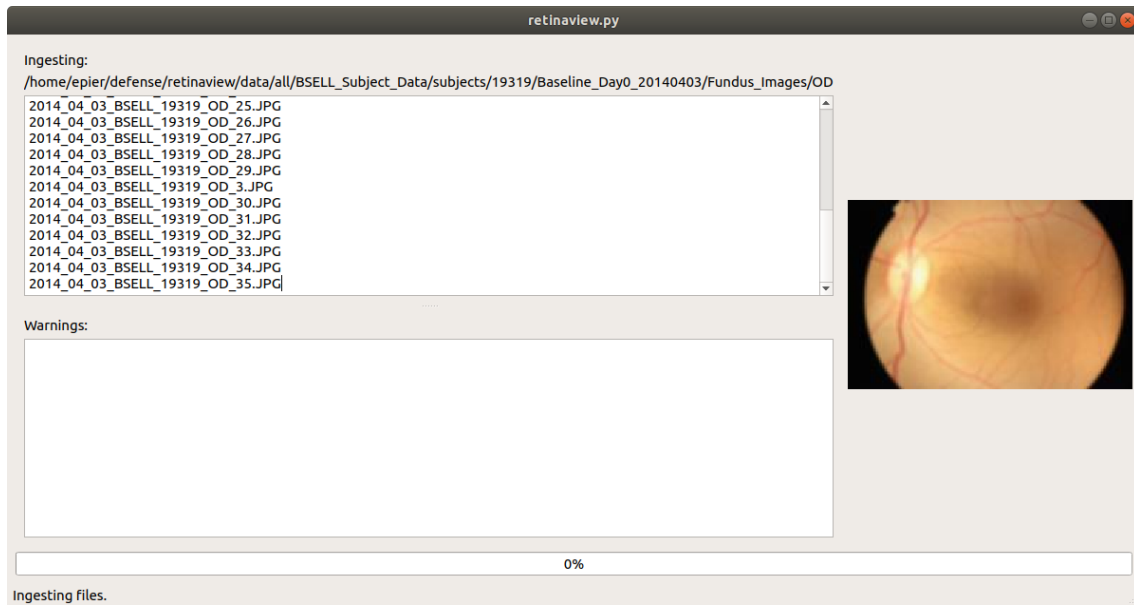 retinaview.py
Ingesting:
/home/epier/defense/retinaview/data/all/BSELL_Subject_Data/subjects/19319/Baseline_Day0_20140403/Fundus_Images/OD
2014_04_03_BSELL_19319_OD_25.JPG
2014_04_03_BSELL_19319_OD_26.JPG
2014_04_03_BSELL_19319_OD_27.JPG
2014_04_03_BSELL_19319_OD_28.JPG
2014_04_03_BSELL_19319_OD_29.JPG
2014_04_03_BSELL_19319_OD_3.JPG
2014_04_03_BSELL_19319_OD_30.JPG
2014_04_03_BSELL_19319_OD_31.JPG
2014_04_03_BSELL_19319_OD_32.JPG
2014_04_03_BSELL_19319_OD_33.JPG
2014_04_03_BSELL_19319_OD_34.JPG
2014_04_03_BSELL_19319_OD_35.JPG
Warnings:
0%
Ingesting files.